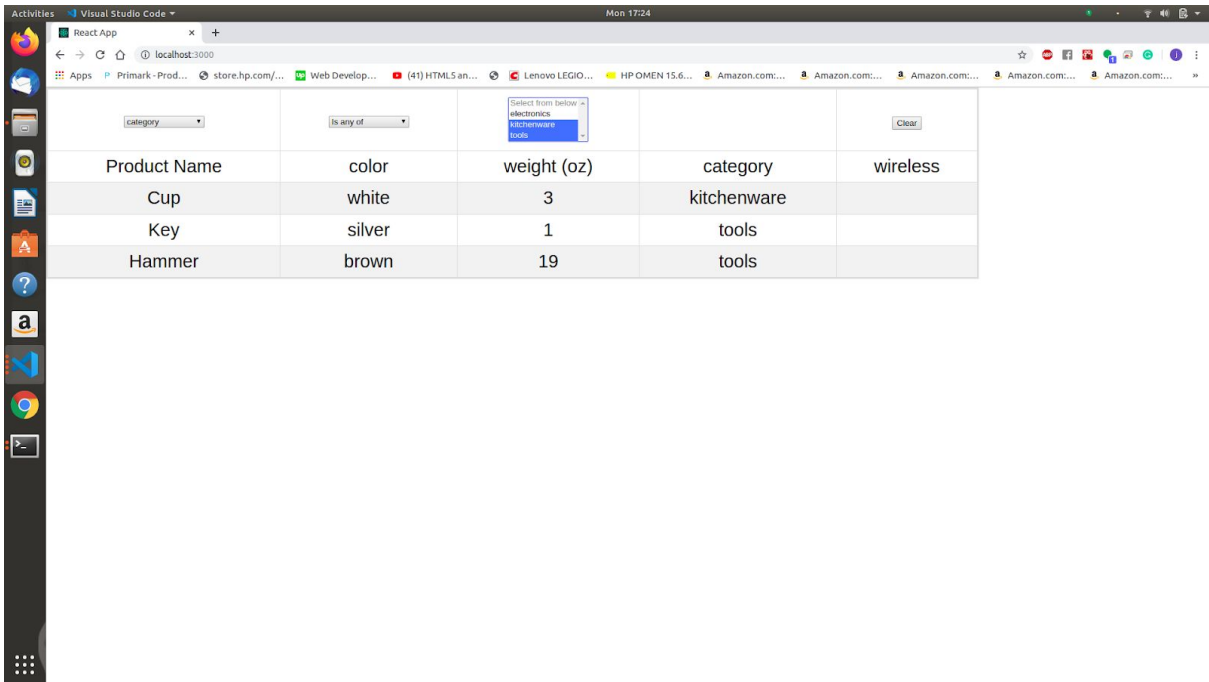 Activities Visual Studio Code Mon 17:24
React App × +
localhost:3000
Apps P Primark-Prod... store.hp.com/... Up Web Develop... (41) HTML5 an... Lenovo LEGIO... HP OMEN 15.6... a Amazon.com:... a Amazon.com:... a Amazon.com:... a Amazon.com:... a Amazon.com:... »
category Is any of Select from below Clear
electronics
kitchenware
tools
Product Name color weight (oz) category wireless
Cup white 3 kitchenware
Key silver 1 tools
Hammer brown 19 tools